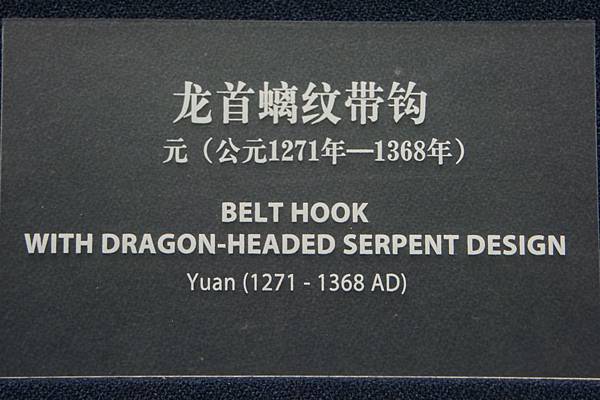 龙首螭纹带钩
元（公元1271年—1368年）
BELT HOOK
WITH DRAGON-HEADED SERPENT DESIGN
Yuan (1271 - 1368 AD)